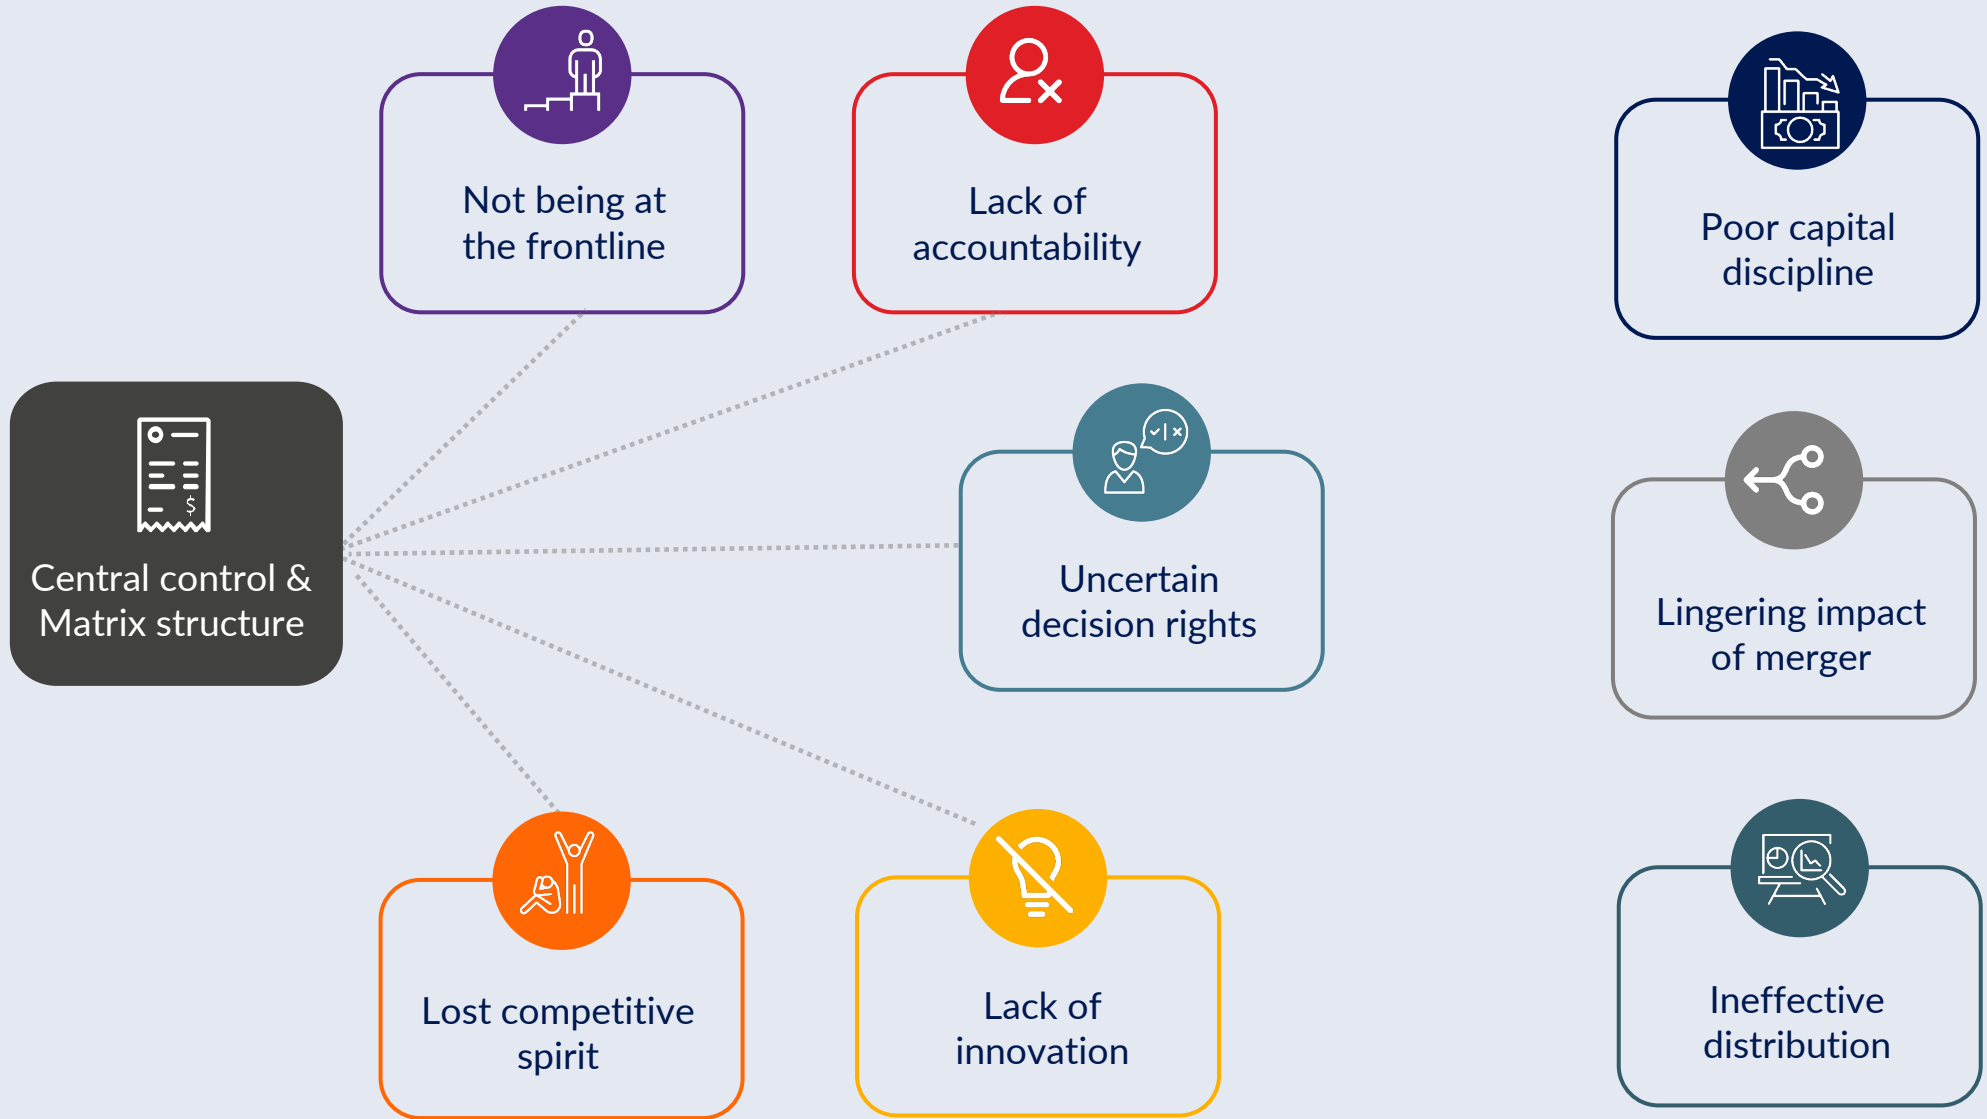 Not being at
the frontline
Lack of
accountability
Poor capital
discipline
$
Central control &
Matrix structure
Uncertain
decision rights
Lingering impact
of merger
Lost competitive
spirit
Lack of
innovation
Ineffective
distribution